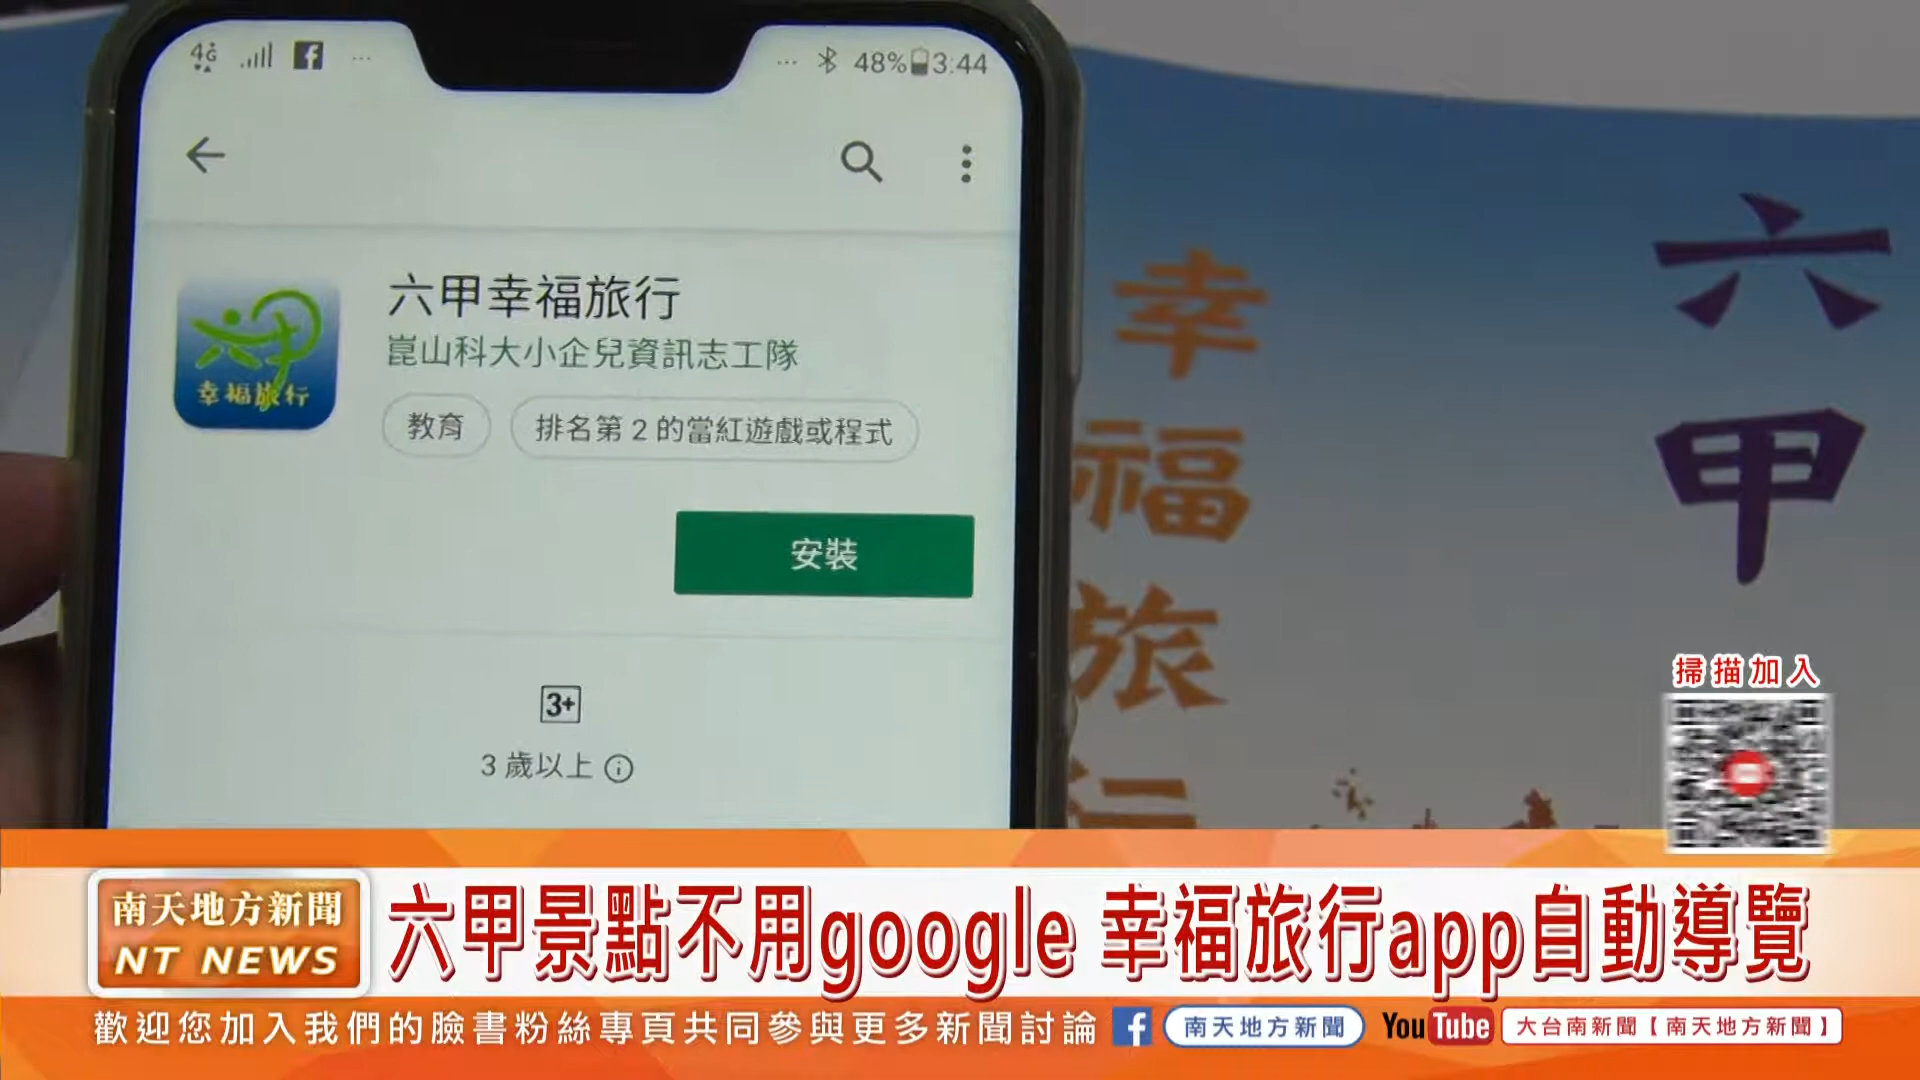 4G
48% 3:44
六甲幸福旅行
崑山科大小企兒資訊志工隊
六甲
幸福旅行
教育
排名第 2 的當紅遊戲或程式
安裝
3+
3 歲以上
六甲
幸福旅行
掃描加入
南天地方新聞
NT NEWS
六甲景點不用google 幸福旅行app自動導覽
歡迎您加入我們的臉書粉絲專頁共同參與更多新聞討論 f 南天地方新聞 YouTube 大台南新聞【南天地方新聞】